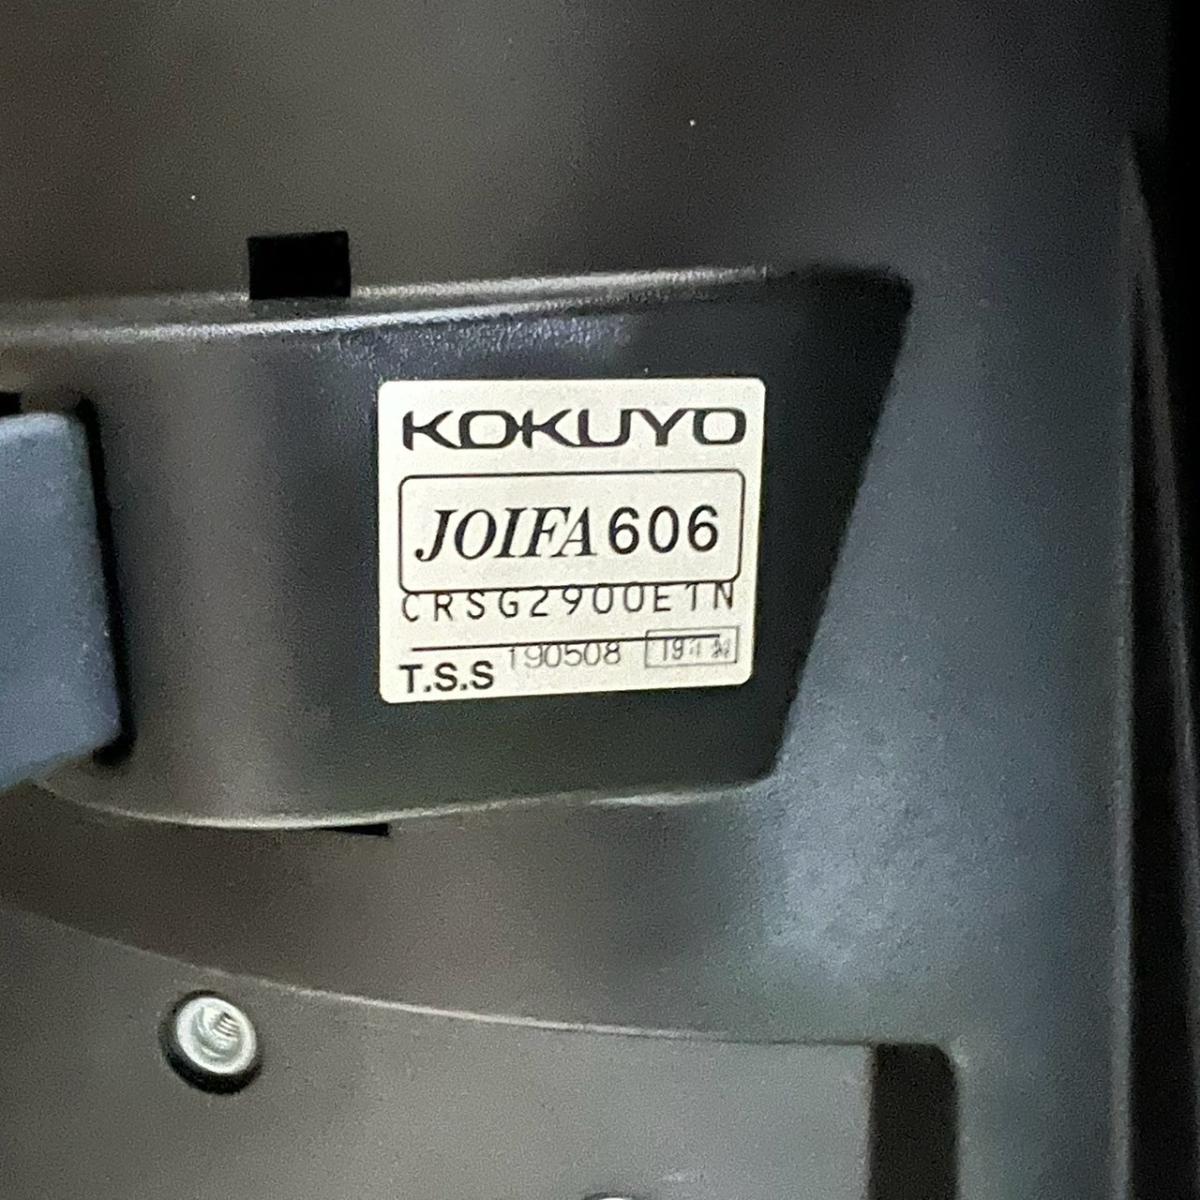 KOKUYO
JOIFA 606
CRSG2900E1N
190508
T.S.S